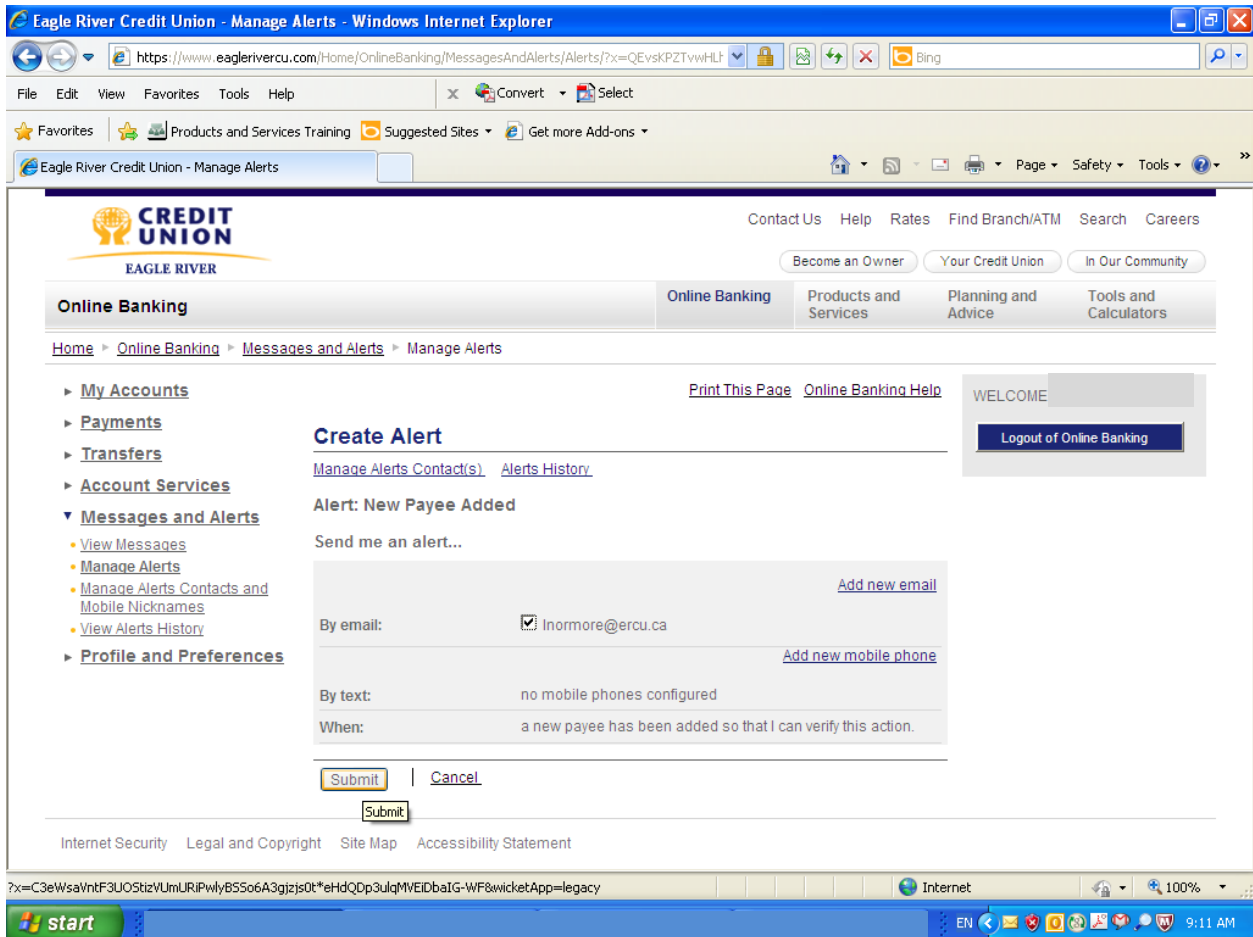 Eagle River Credit Union - Manage Alerts - Windows Internet Explorer
https://www.eaglerivercu.com/Home/OnlineBanking/MessagesAndAlerts/Alerts/?x=QEvsKPZTvwHLH
Bing
File Edit View Favorites Tools Help
x Convert Select
Favorites Products and Services Training Suggested Sites Get more Add-ons
Eagle River Credit Union - Manage Alerts
Page Safety Tools »
CREDIT
UNION
EAGLE RIVER
Contact Us Help Rates Find Branch/ATM Search Careers
Become an Owner Your Credit Union In Our Community
Online Banking
Online Banking
Products and
Services
Planning and
Advice
Tools and
Calculators
Home Online Banking Messages and Alerts Manage Alerts
My Accounts
Payments
Transfers
Account Services
Messages and Alerts
View Messages
Manage Alerts
Manage Alerts Contacts and
Mobile Nicknames
View Alerts History
Profile and Preferences
Print This Page Online Banking Help
Create Alert
Manage Alerts Contact(s) Alerts History
Alert: New Payee Added
Send me an alert...
Add new email
By email: lnormore@ercu.ca
Add new mobile phone
By text: no mobile phones configured
When: a new payee has been added so that I can verify this action.
Submit | Cancel
Submit
WELCOME
Logout of Online Banking
Internet Security Legal and Copyright Site Map Accessibility Statement
Internet 100%
start
EN 9:11 AM